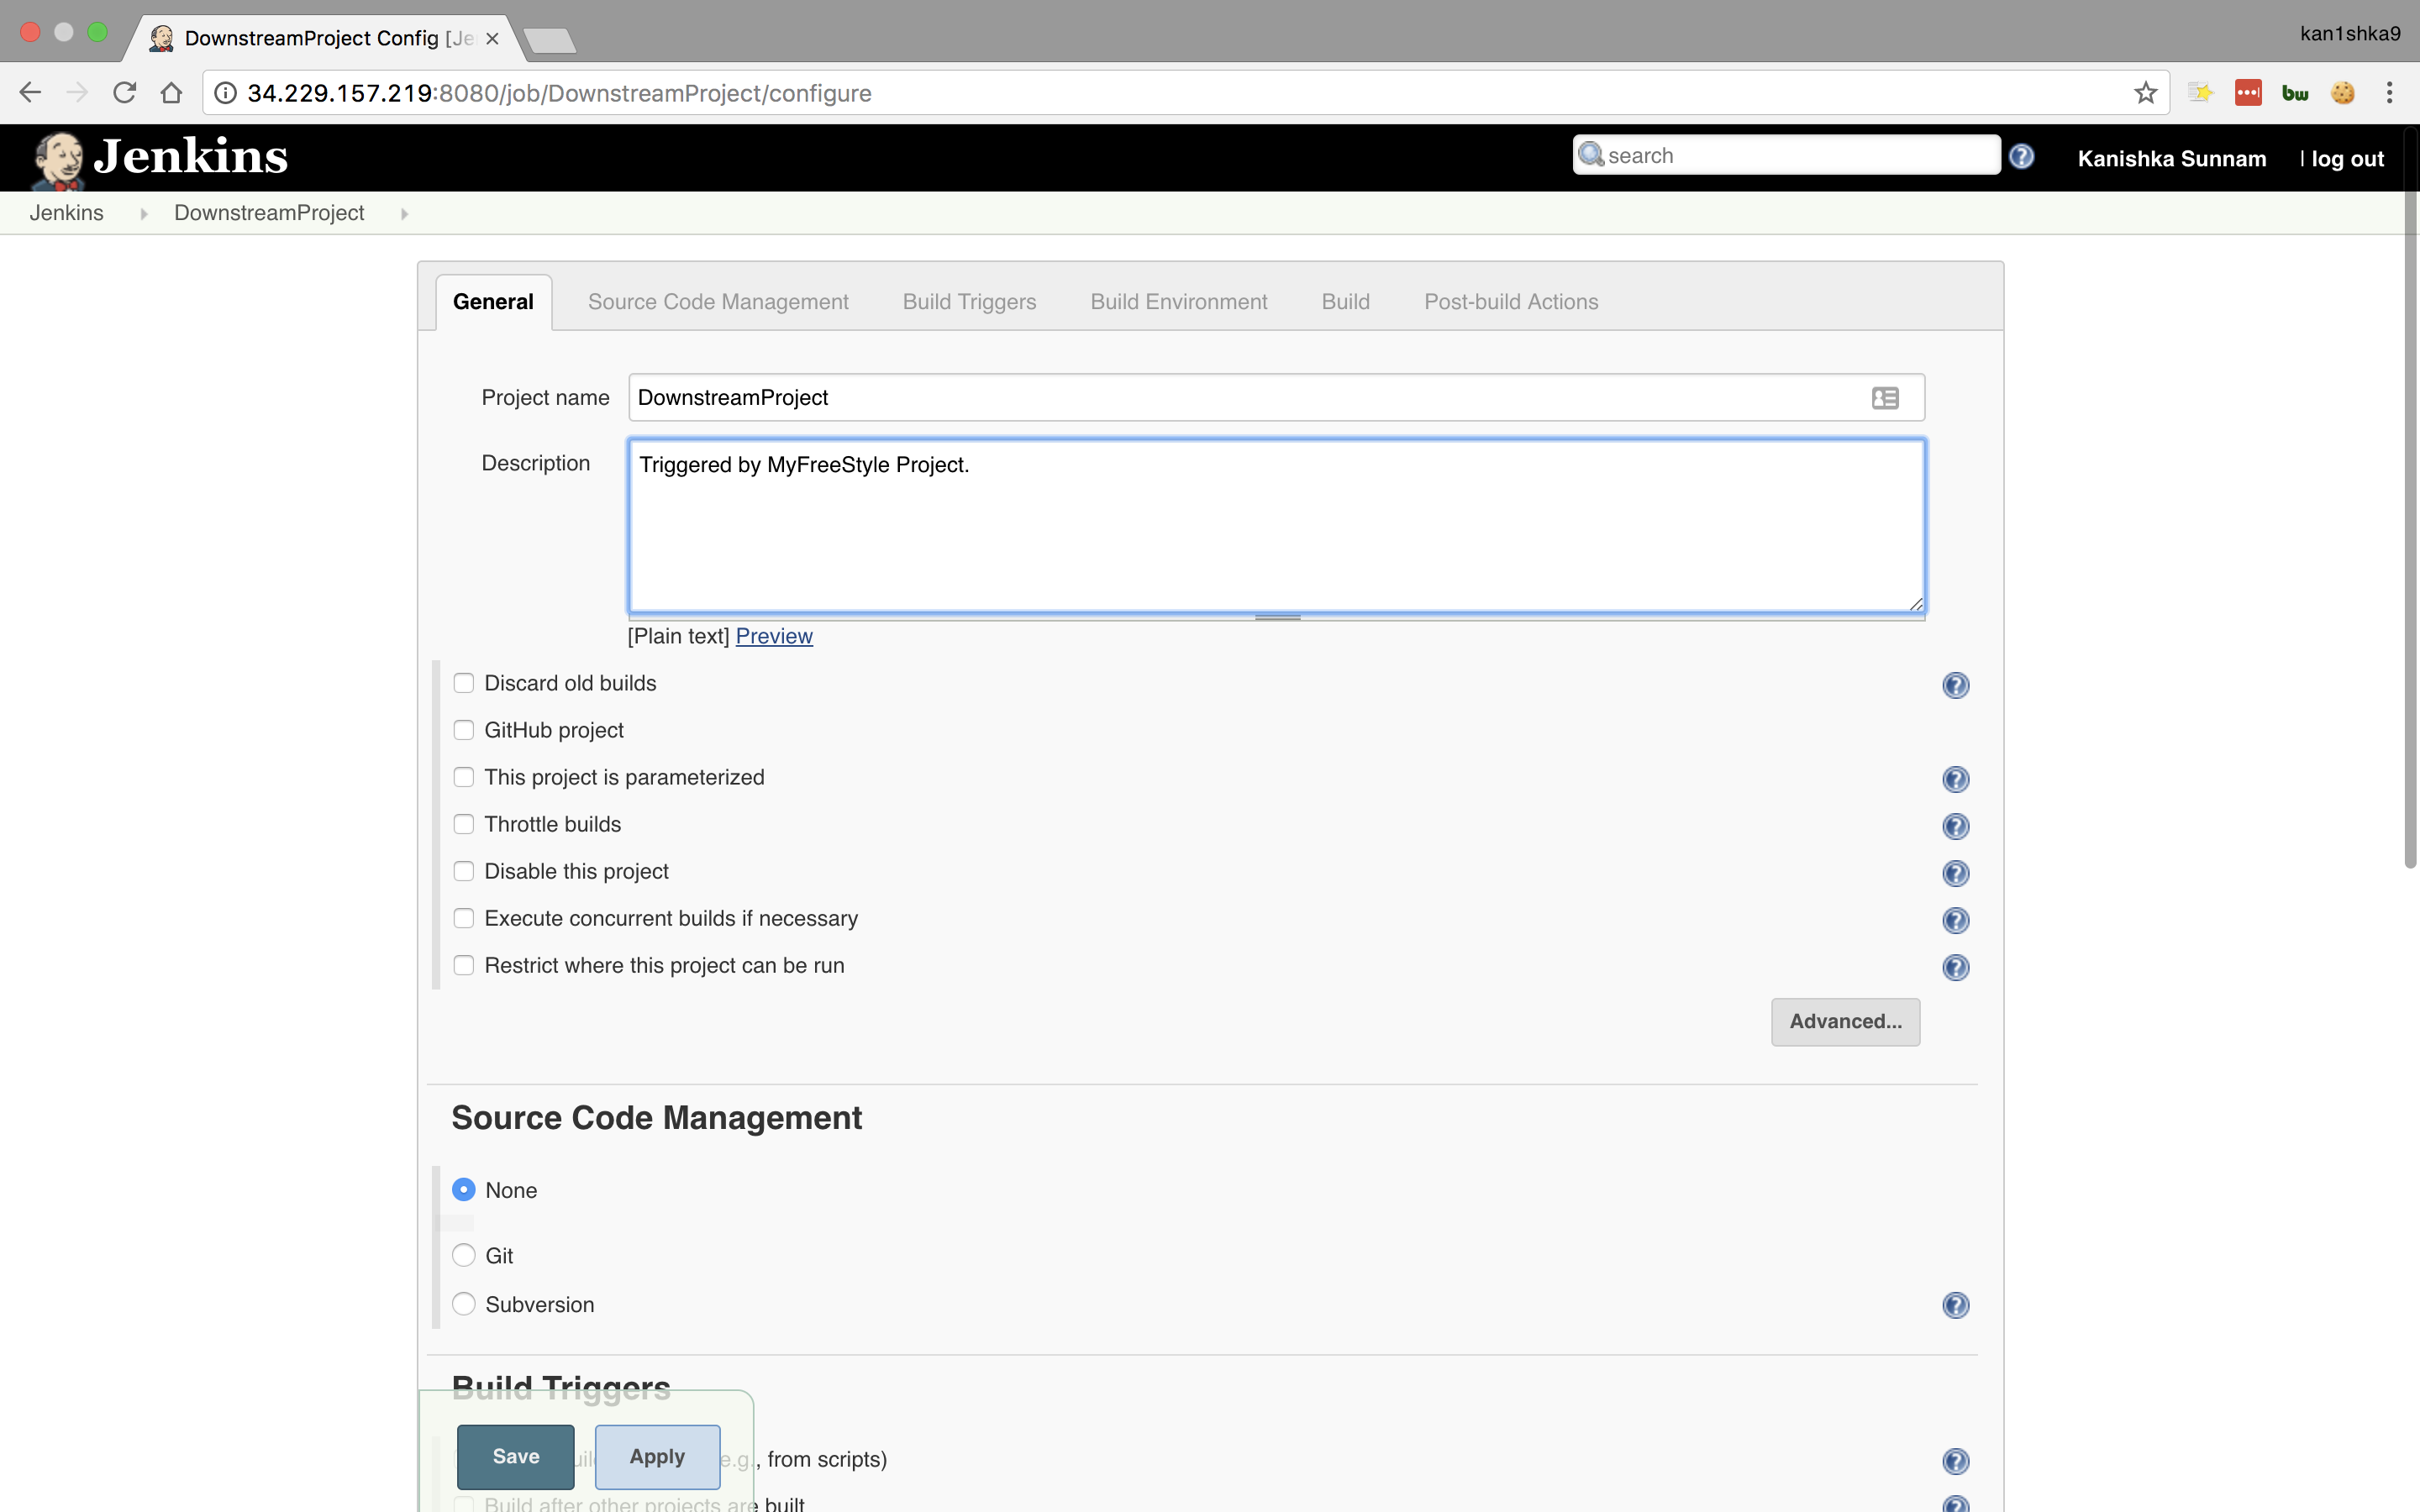 DownstreamProject Config [Je
kan1shka9
34.229.157.219:8080/job/DownstreamProject/configure
bw
Jenkins
search
Kanishka Sunnam
| log out
Jenkins
DownstreamProject
General
Source Code Management
Build Triggers
Build Environment
Build
Post-build Actions
Project name
DownstreamProject
Description
Triggered by MyFreeStyle Project.
[Plain text] Preview
Discard old builds
GitHub project
This project is parameterized
Throttle builds
Disable this project
Execute concurrent builds if necessary
Restrict where this project can be run
Advanced...
Source Code Management
None
Git
Subversion
Build Triggers
Save
Apply
e.g., from scripts)
Build after other projects are built